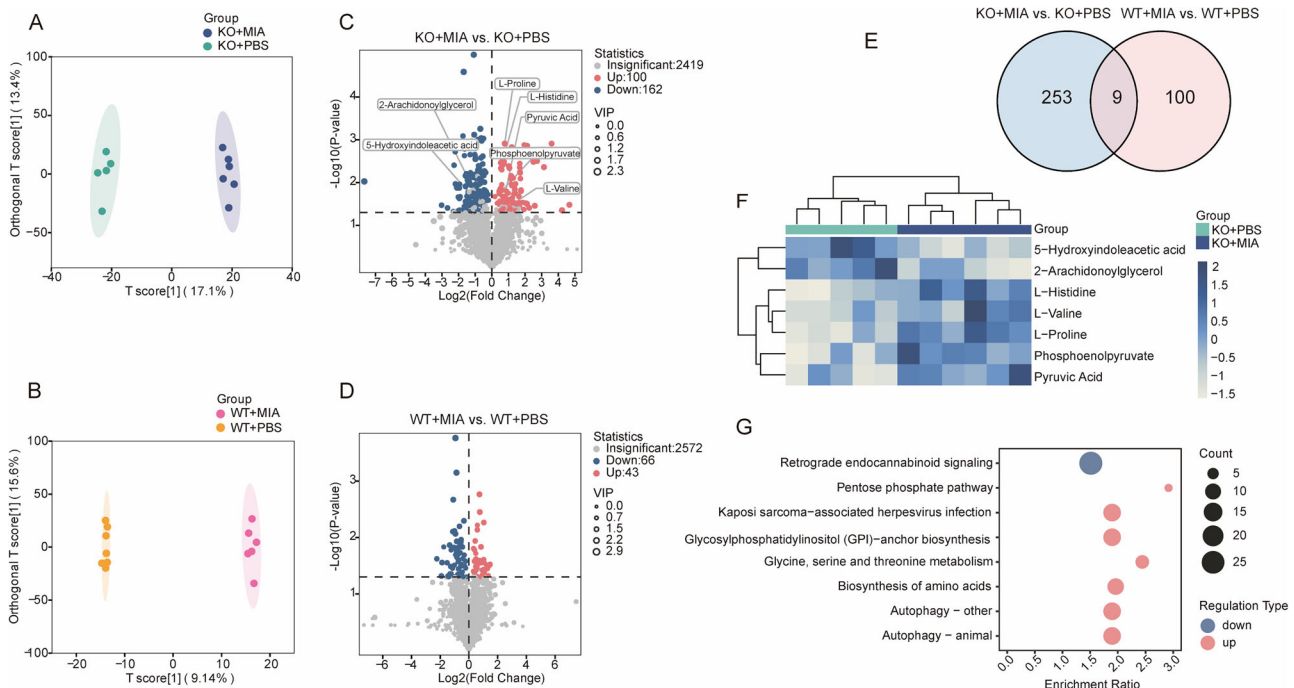 A
Group
KO+MIA
KO+PBS
Orthogonal T score[1] ( 13.4%)
100
50
0
−50
−40
−20
0
20
40
T score[1] ( 17.1%)
B
Group
WT+MIA
WT+PBS
Orthogonal T score[1] ( 15.6%)
100
50
0
−50
−100
−20
−10
0
10
20
T score[1] ( 9.14%)
C
KO+MIA vs. KO+PBS
-Log10(P-value)
4
3
2
1
L-Proline
L-Histidine
2-Arachidonoylglycerol
Pyruvic Acid
5-Hydroxyindoleacetic acid
Phosphoenolpyruvate
L-Valine
−7 −6 −5 −4 −3 −2 −1 0 1 2 3 4 5
Log2(Fold Change)
Statistics
Insignificant:2419
Up:100
Down:162
VIP
0.0
0.6
1.2
1.7
2.3
D
WT+MIA vs. WT+PBS
-Log10(P-value)
3
2
1
−6 −4 −2 0 2 4 6
Log2(Fold Change)
Statistics
Insignificant:2572
Down:66
Up:43
VIP
0.0
0.7
1.5
2.2
2.9
E
KO+MIA vs. KO+PBS
WT+MIA vs. WT+PBS
253
9
100
F
Group
5-Hydroxyindoleacetic acid
2-Arachidonoylglycerol
L-Histidine
L-Valine
L-Proline
Phosphoenolpyruvate
Pyruvic Acid
Group
KO+PBS
KO+MIA
2
1.5
1
0.5
0
−0.5
−1
−1.5
G
Retrograde endocannabinoid signaling
Pentose phosphate pathway
Kaposi sarcoma−associated herpesvirus infection
Glycosylphosphatidylinositol (GPI)−anchor biosynthesis
Glycine, serine and threonine metabolism
Biosynthesis of amino acids
Autophagy − other
Autophagy − animal
0.0
0.5
1.0
1.5
2.0
2.5
3.0
Enrichment Ratio
Count
5
10
15
20
25
Regulation Type
down
up